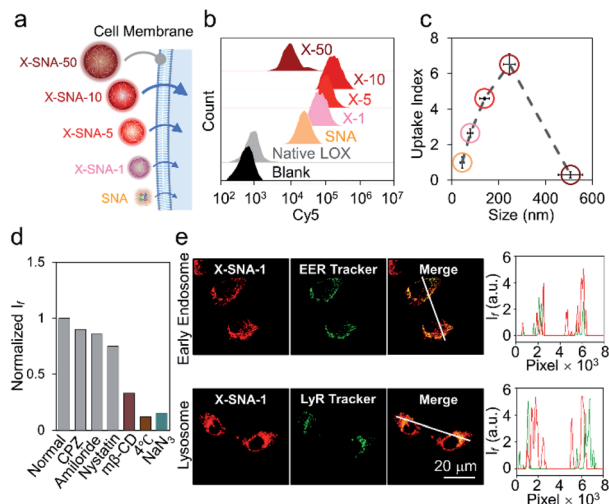 a
Cell Membrane
X-SNA-50
X-SNA-10
X-SNA-5
X-SNA-1
SNA
b
Count
X-50
X-10
X-5
X-1
SNA
Native LOX
Blank
10² 10³ 10⁴ 10⁵ 10⁶ 10⁷
Cy5
c
Uptake Index
8
6
4
2
0
0 200 400 600
Size (nm)
d
Normalized If
1.5
1
0.5
0
Normal
CPZ
Amiloride
Nystatin
mβ-CD
4℃
NaN₃
e
Early Endosome
X-SNA-1 EER Tracker Merge
If (a.u.)
6
4
2
0
0 2 4 6 8
Pixel × 10³
Lysosome
X-SNA-1 LyR Tracker Merge
20 μm
If (a.u.)
6
4
2
0
0 2 4 6 8
Pixel × 10³